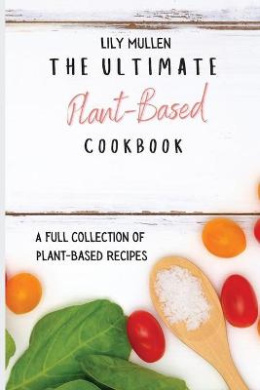 LILY MULLEN
THE ULTIMATE
Plant-Based
COOKBOOK
A FULL COLLECTION OF
PLANT-BASED RECIPES